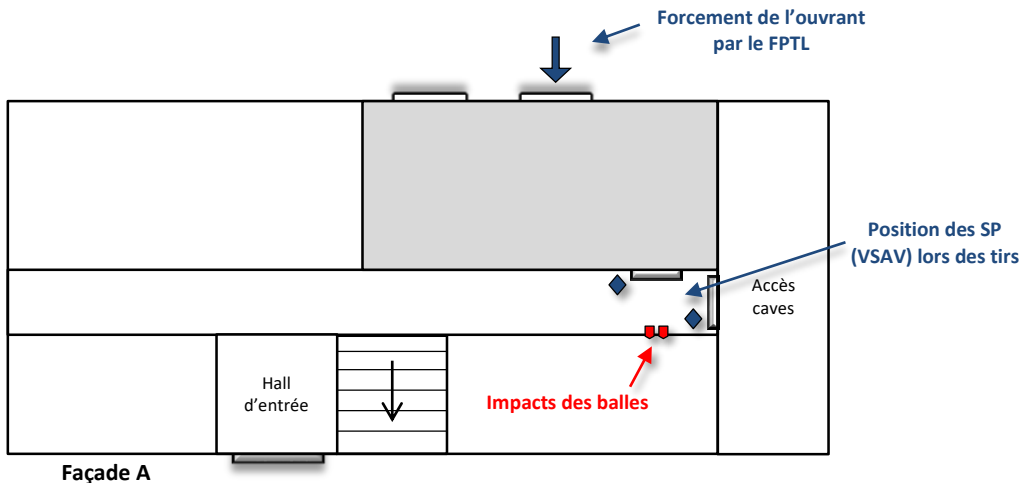 Forcement de l’ouvrant
par le FPTL
Position des SP
(VSAV) lors des tirs
Accès
caves
Hall
d’entrée
Impacts des balles
Façade A